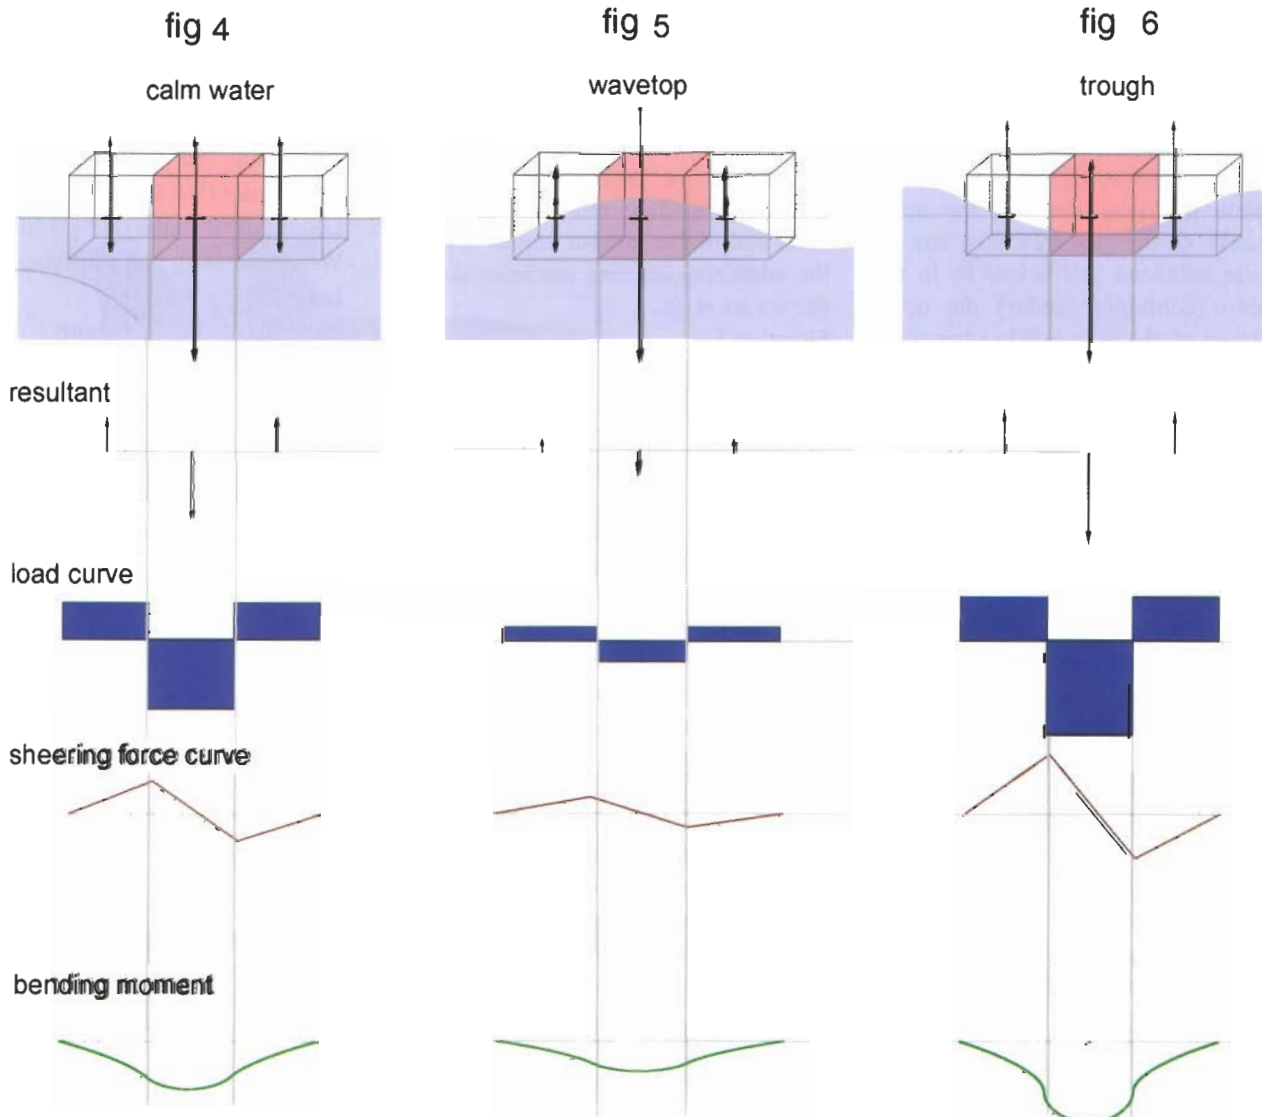 fig 4
fig 5
fig 6
calm water
wavetop
trough
resultant
load curve
sheering force curve
bending moment